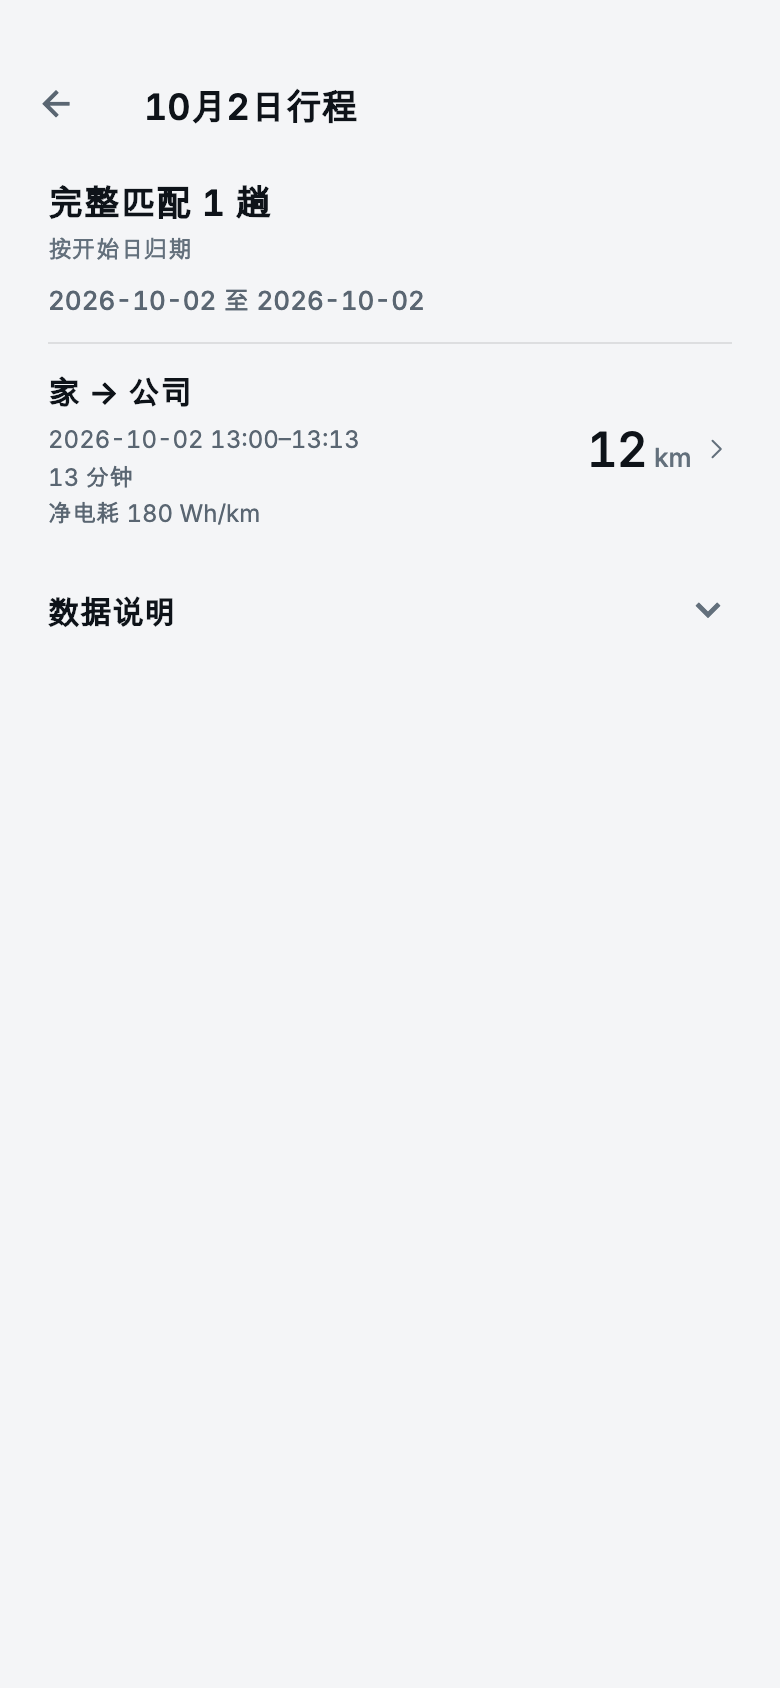 10月2日行程
完整匹配 1 趟
按开始日归期
2026-10-02 至 2026-10-02
家 → 公司
2026-10-02 13:00–13:13
13 分钟
净电耗 180 Wh/km
12 km
数据说明